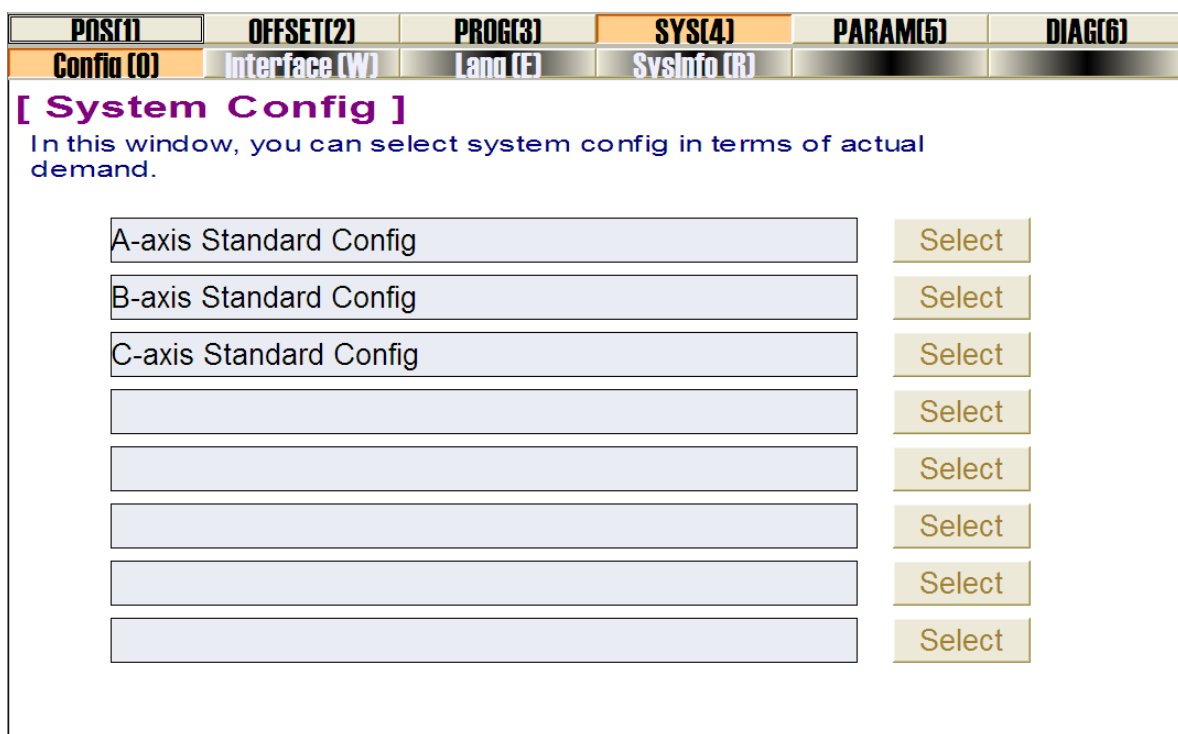 POS(1) OFFSET(2) PROG(3) SYS(4) PARAM(5) DIAG(6)
Config (Q) Interface (W) Lang (E) SysInfo (R)
[ System Config ]
In this window, you can select system config in terms of actual
demand.
A-axis Standard Config Select
B-axis Standard Config Select
C-axis Standard Config Select
Select
Select
Select
Select
Select